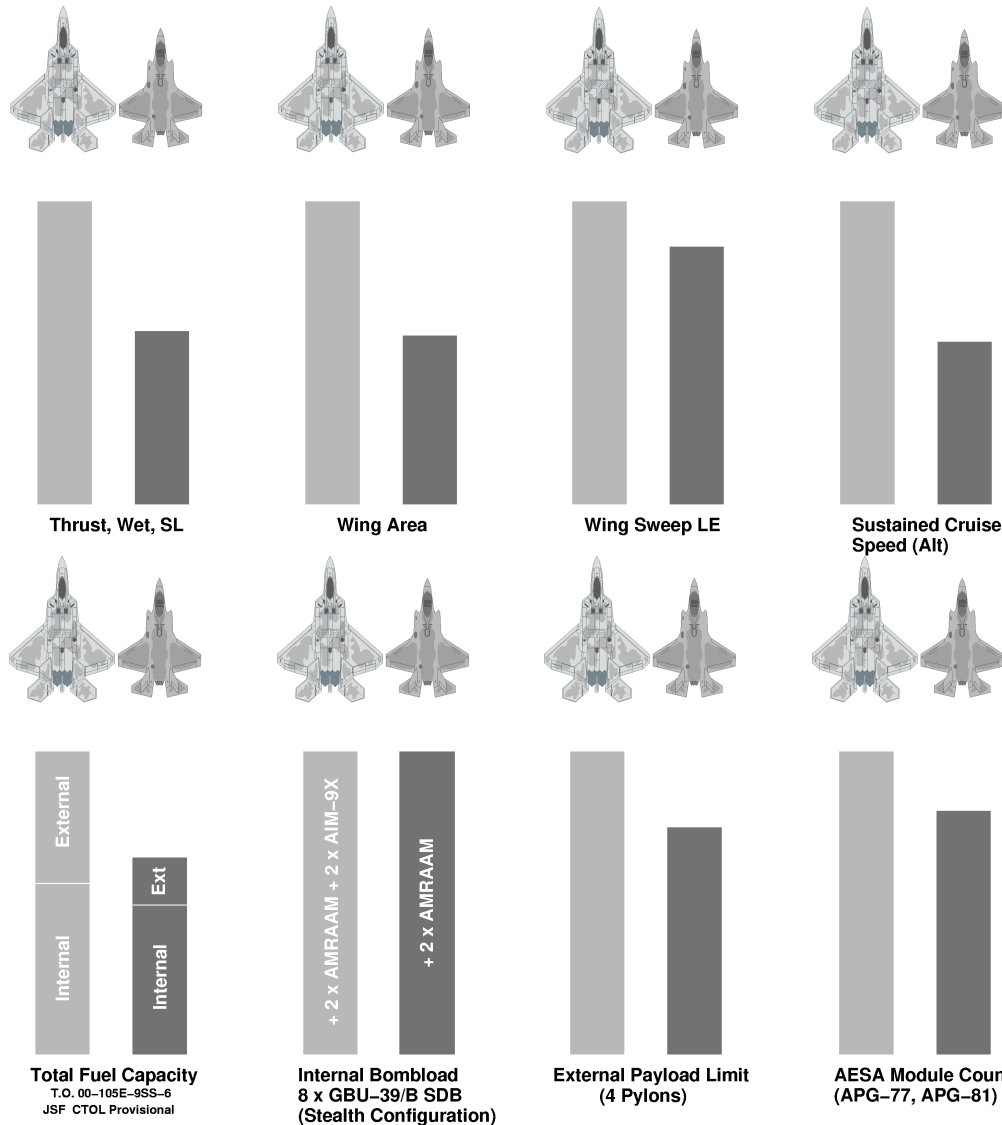 Thrust, Wet, SL
Wing Area
Wing Sweep LE
Sustained Cruise
Speed (Alt)
External
Internal
Ext
Internal
+ 2 x AMRAAM + 2 x AIM–9X
+ 2 x AMRAAM
Total Fuel Capacity
T.O. 00–105E–9SS–6
JSF CTOL Provisional
Internal Bombload
8 x GBU–39/B SDB
(Stealth Configuration)
External Payload Limit
(4 Pylons)
AESA Module Coun
(APG–77, APG–81)